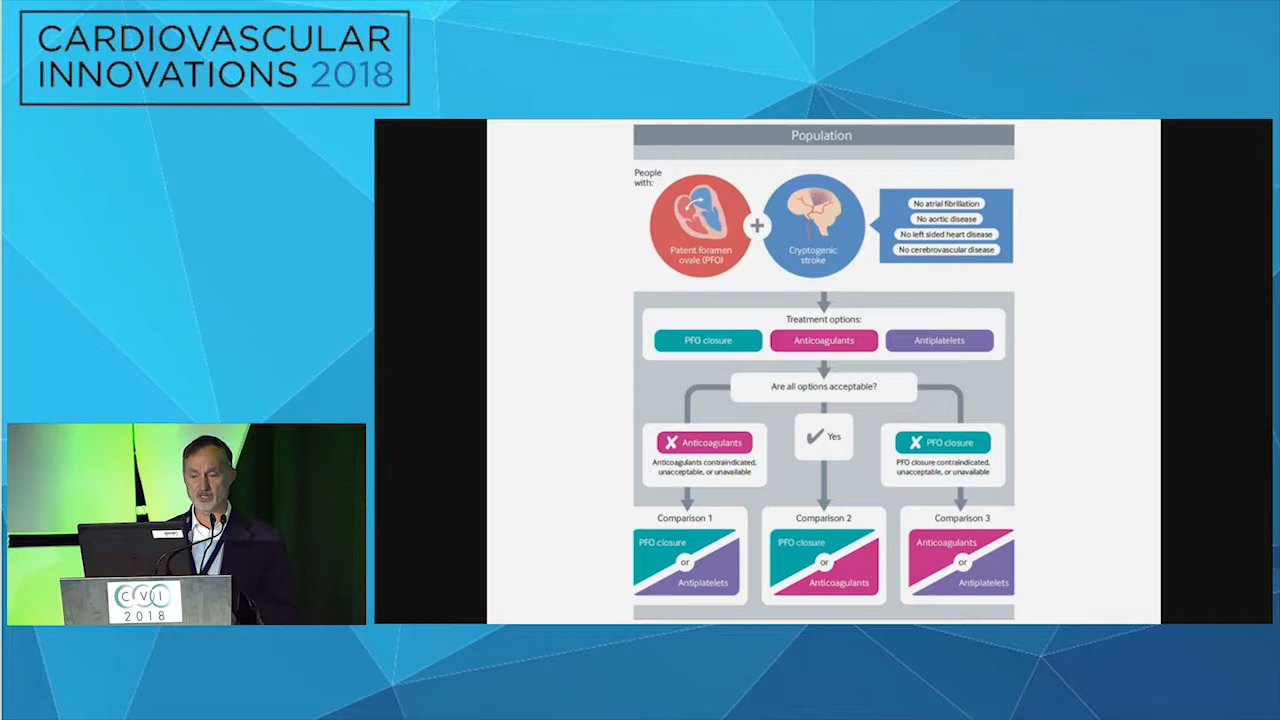 CARDIOVASCULAR
INNOVATIONS 2018
Population
People
with:
Patent foramen
ovale (PFO)
+
Cryptogenic
stroke
No atrial fibrillation
No aortic disease
No left sided heart disease
No cerebrovascular disease
Treatment options:
PFO closure
Anticoagulants
Antiplatelets
Are all options acceptable?
Anticoagulants
Anticoagulants contraindicated,
unacceptable, or unavailable
Yes
PFO closure
PFO closure contraindicated,
unacceptable, or unavailable
Comparison 1
PFO closure
or
Antiplatelets
Comparison 2
PFO closure
or
Anticoagulants
Comparison 3
Anticoagulants
or
Antiplatelets
CVI
2018